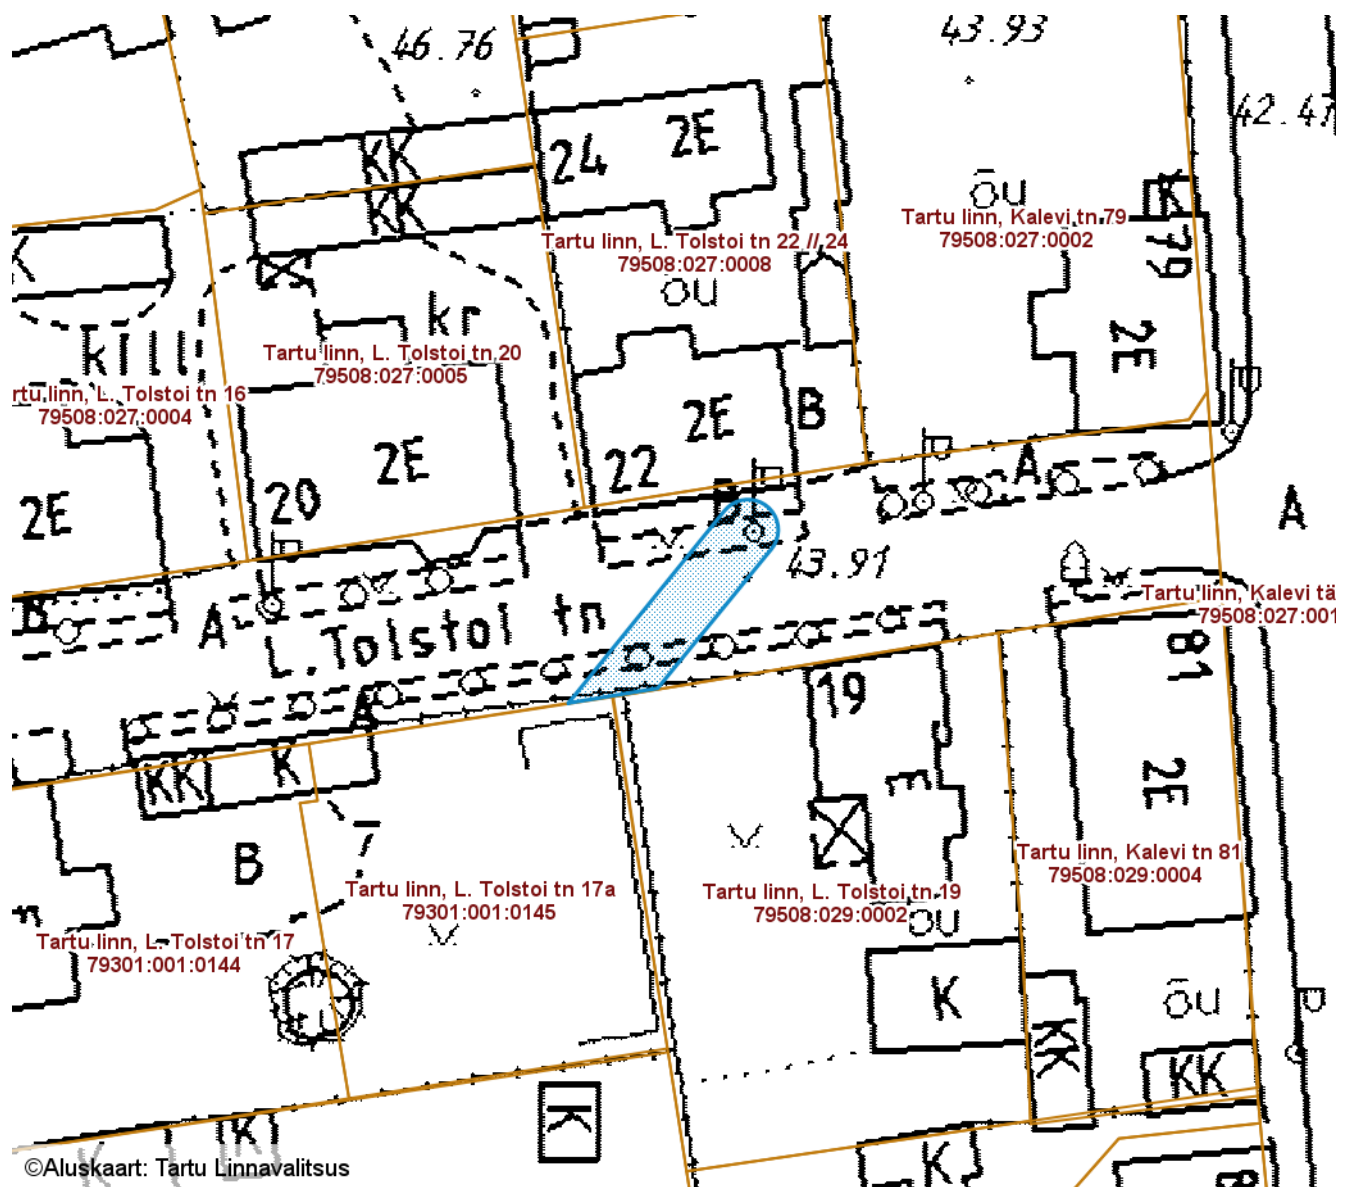 46.76
43.93
42.47
KK
24
2E
õu
K
KK
Tartu linn, Kalevi tn 79
79508:027:0002
K
Tartu linn, L. Tolstoi tn 22 // 24
79508:027:0008
79
õu
kr
2E
Tartu linn, L. Tolstoi tn 20
79508:027:0005
rtu linn, L. Tolstoi tn 16
79508:027:0004
2E
B
2E
22
A
20
2E
A
43.91
Tartu linn, Kalevi tä
79508:027:001
B
A
L. Tolstoi tn
81
19
A
KK
K
2E
E
B
Tartu linn, Kalevi tn 81
79508:029:0004
Tartu linn, L. Tolstoi tn 17a
79301:001:0145
Tartu linn, L. Tolstoi tn 19
79508:029:0002
õu
Tartu linn, L. Tolstoi tn 17
79301:001:0144
K
õu
KK
KK
K
K
K
K
©Aluskaart: Tartu Linnavalitsus